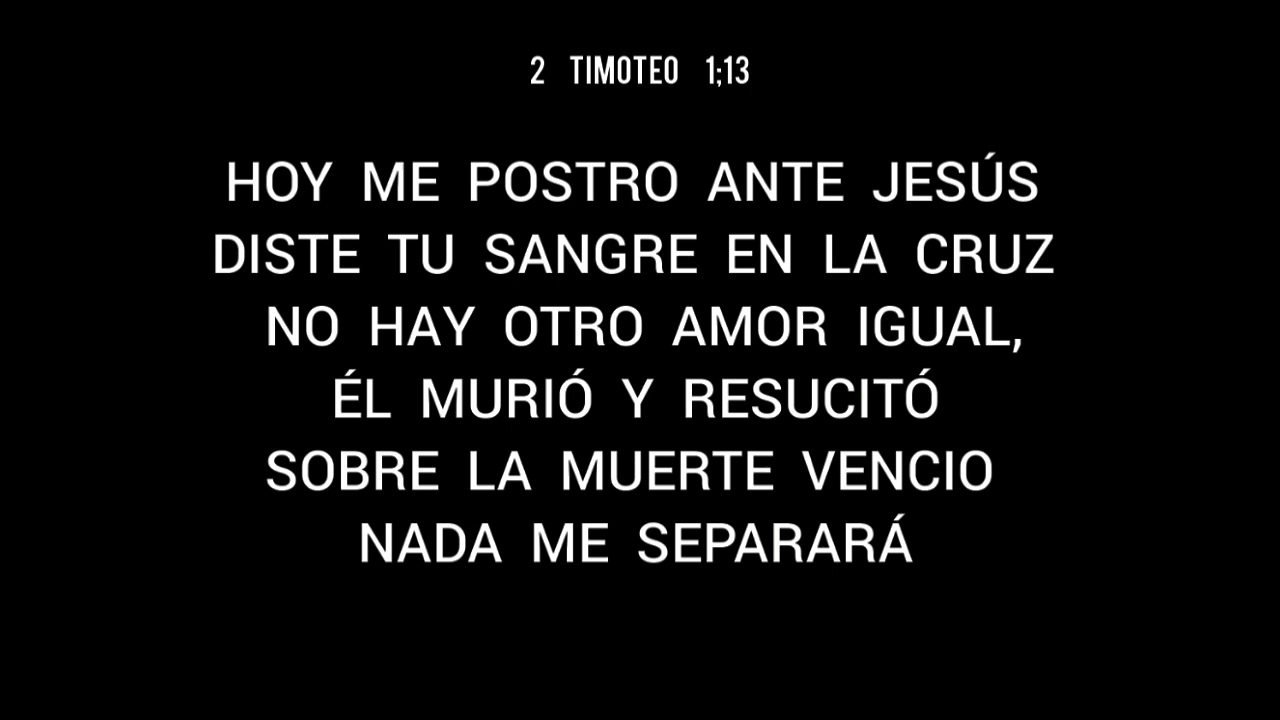 2 TIMOTEO 1;13
HOY ME POSTRO ANTE JESÚS
DISTE TU SANGRE EN LA CRUZ
NO HAY OTRO AMOR IGUAL,
ÉL MURIÓ Y RESUCITÓ
SOBRE LA MUERTE VENCIO
NADA ME SEPARARÁ